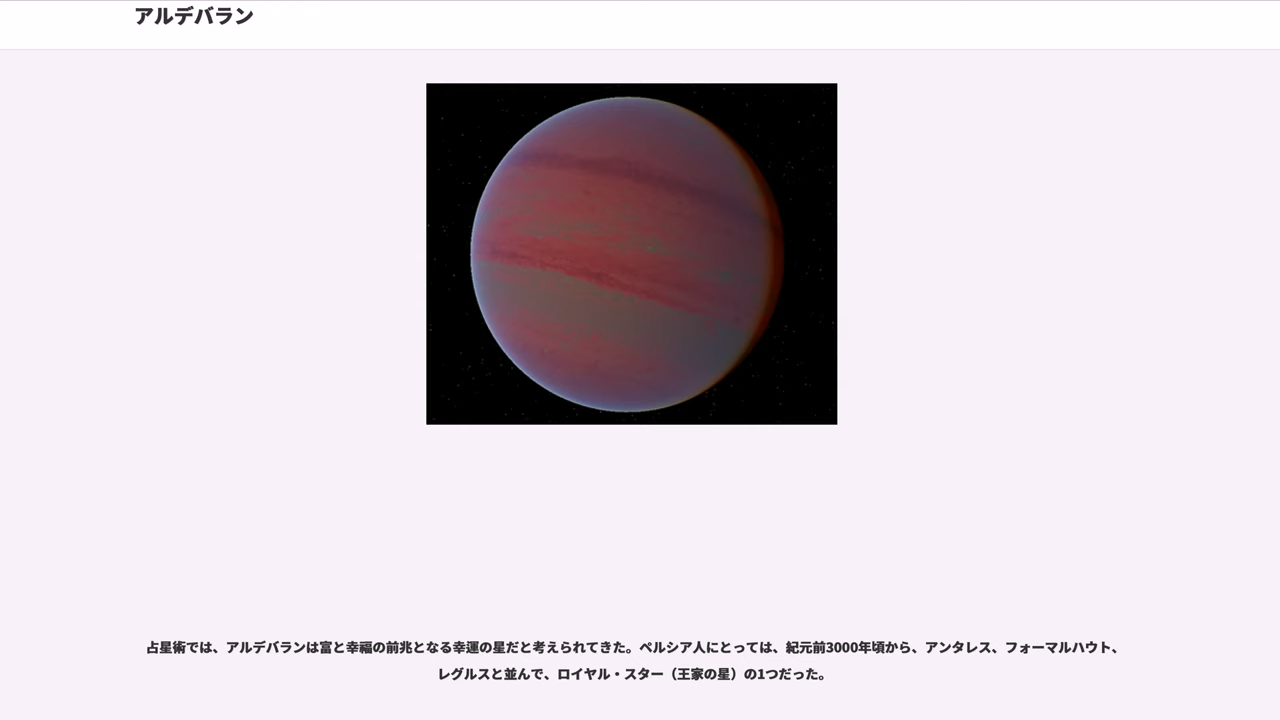 アルデバラン
占星術では、アルデバランは富と幸福の前兆となる幸運の星だと考えられてきた。ペルシア人にとっては、紀元前3000年頃から、アンタレス、フォーマルハウト、
レグルスと並んで、ロイヤル・スター（王家の星）の1つだった。